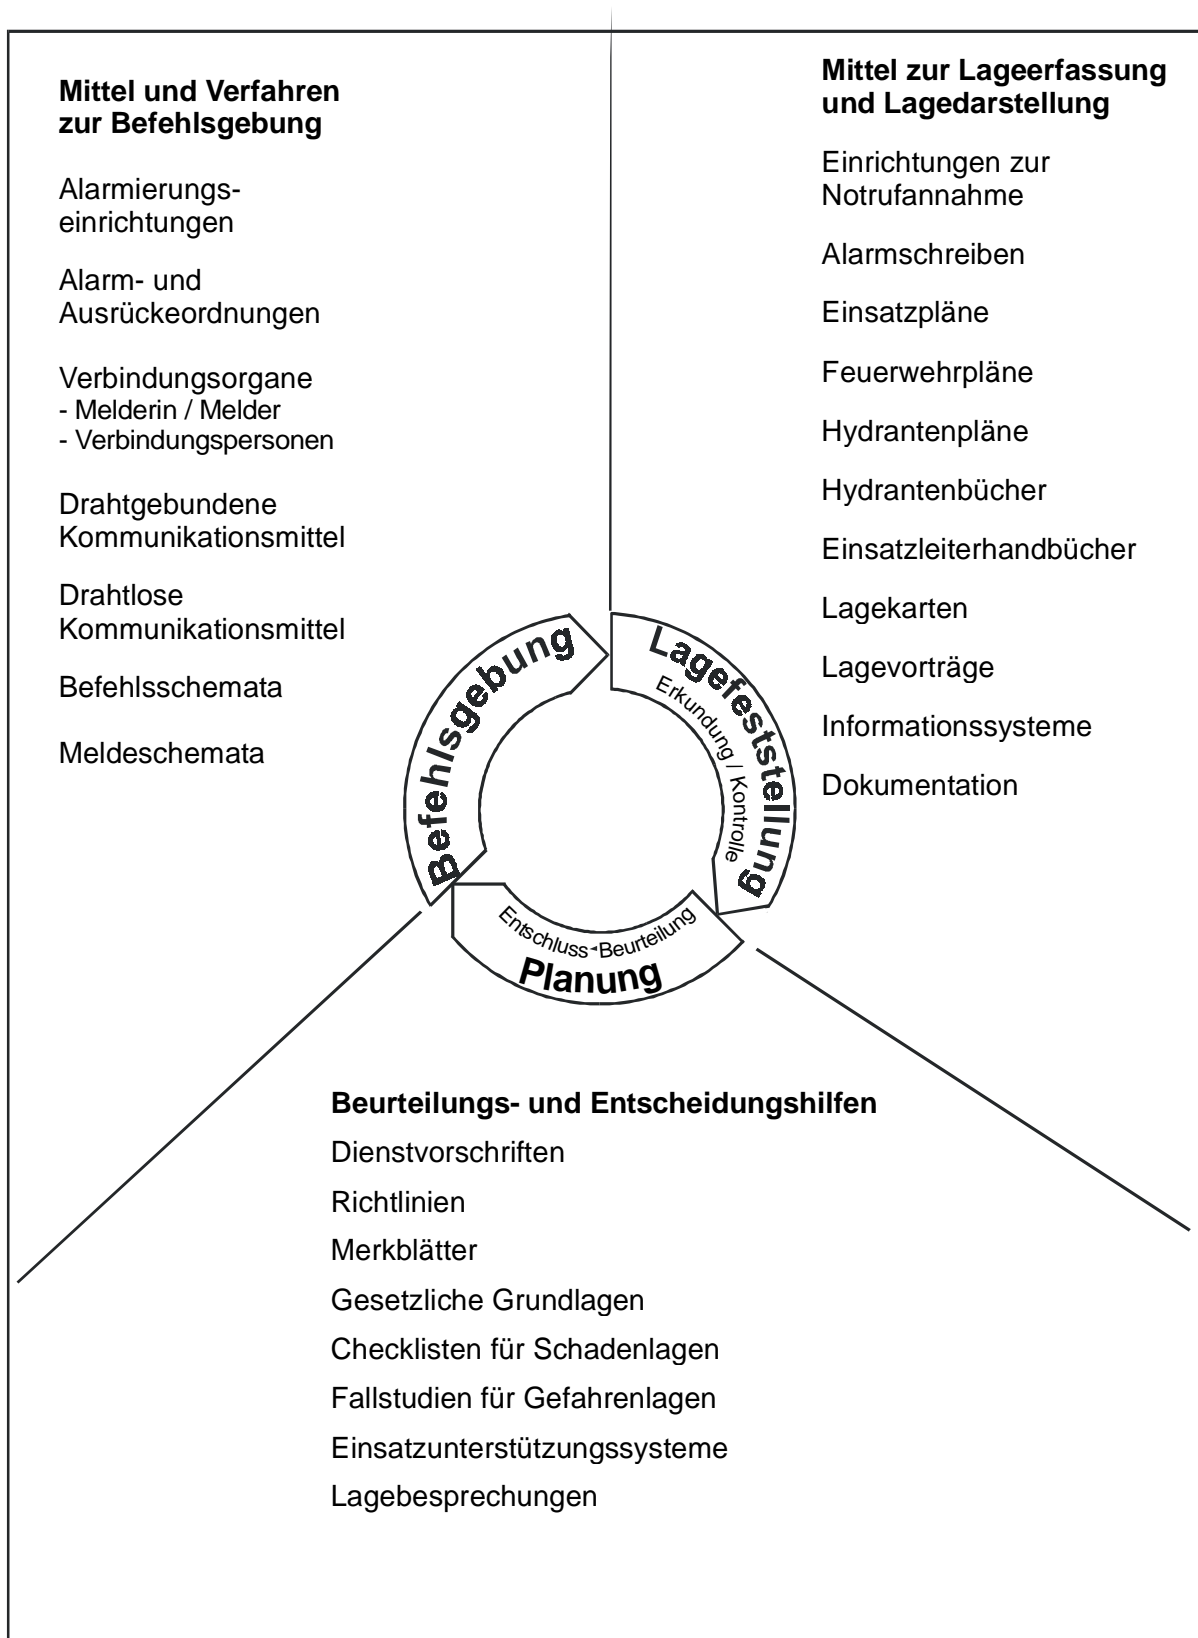 Mittel und Verfahren
zur Befehlsgebung
Alarmierungs-
einrichtungen
Alarm- und
Ausrückeordnungen
Verbindungsorgane
- Melderin / Melder
- Verbindungspersonen
Drahtgebundene
Kommunikationsmittel
Drahtlose
Kommunikationsmittel
Befehlsschemata
Meldeschemata
Mittel zur Lageerfassung
und Lagedarstellung
Einrichtungen zur
Notrufannahme
Alarmschreiben
Einsatzpläne
Feuerwehrpläne
Hydrantenpläne
Hydrantenbücher
Einsatzleiterhandbücher
Lagekarten
Lagevorträge
Informationssysteme
Dokumentation
Befehlsgebung
Lagefeststellung
Erkundung / Kontrolle
Entschluss-Beurteilung
Planung
Beurteilungs- und Entscheidungshilfen
Dienstvorschriften
Richtlinien
Merkblätter
Gesetzliche Grundlagen
Checklisten für Schadenlagen
Fallstudien für Gefahrenlagen
Einsatzunterstützungssysteme
Lagebesprechungen